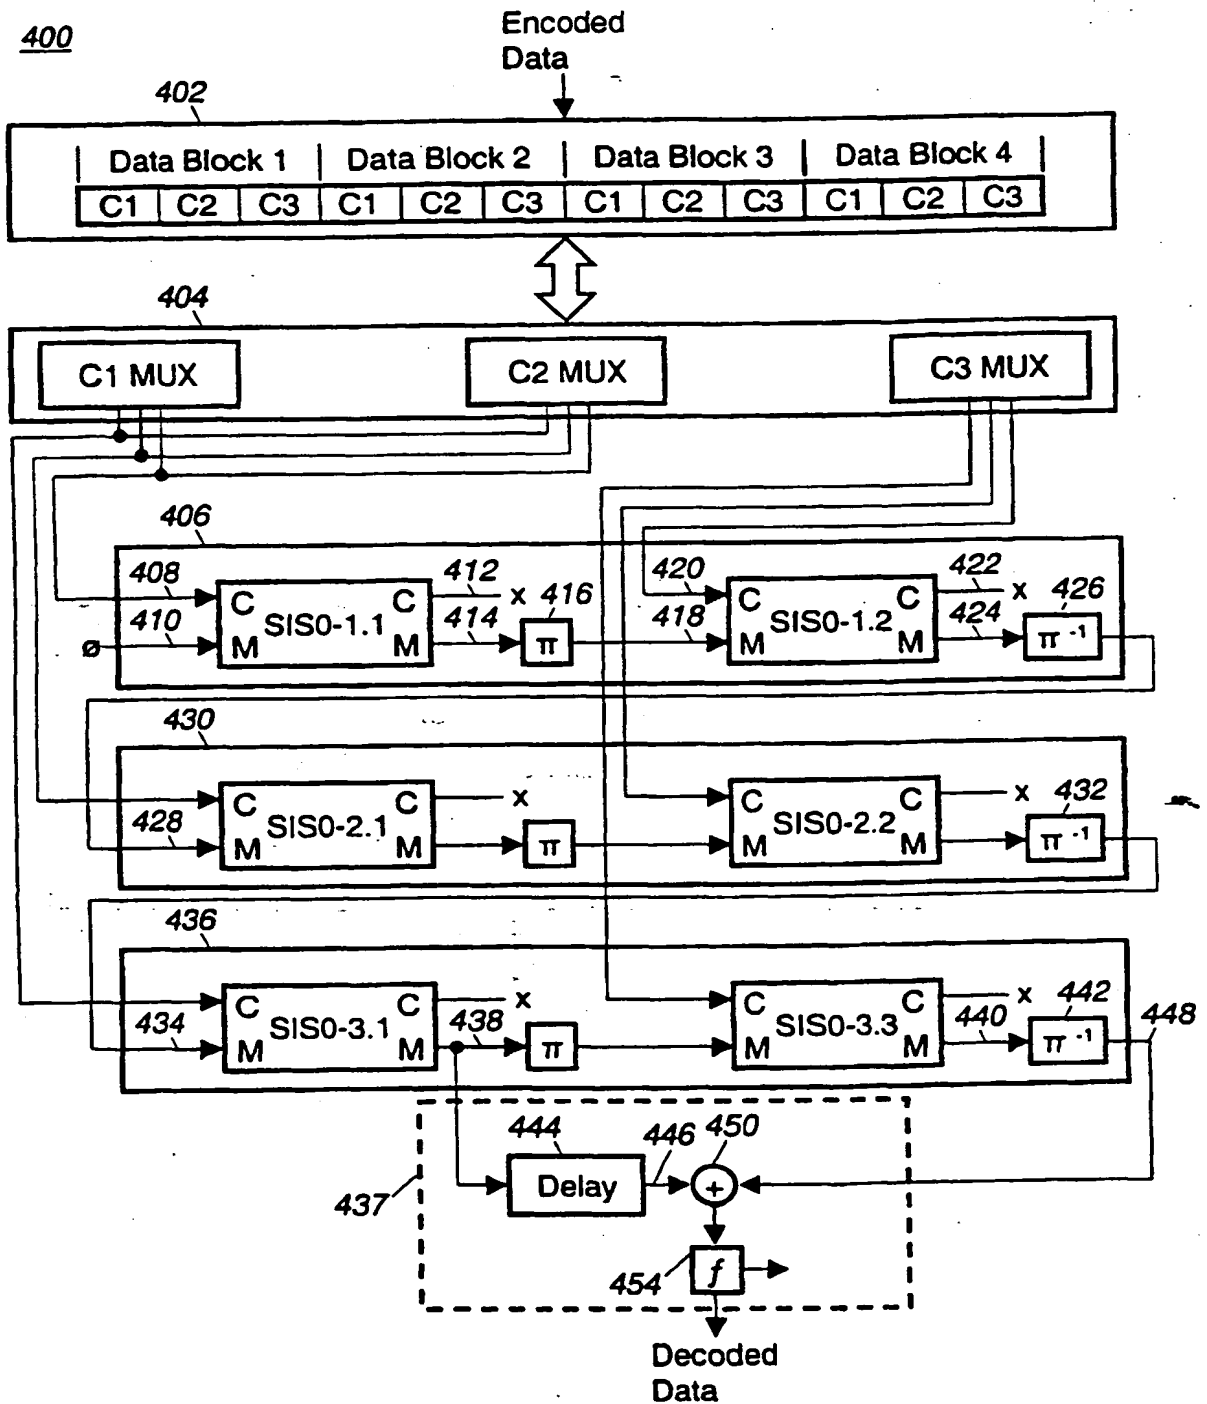 400
Encoded
Data
402
Data Block 1 Data Block 2 Data Block 3 Data Block 4
C1 C2 C3 C1 C2 C3 C1 C2 C3 C1 C2 C3
404
C1 MUX C2 MUX C3 MUX
406
408 412 416 420 422 426
C C x C C x
SIS0-1.1 SIS0-1.2
ø 410 M M 414 π 418 M M 424 π -1
430
C C x C C x 432
SIS0-2.1 SIS0-2.2
428 M M π M M π -1
436
C C x C C x 442
SIS0-3.1 SIS0-3.3
434 M M 438 π M M 440 π -1 448
444 446 450
Delay +
437
454 f
Decoded
Data